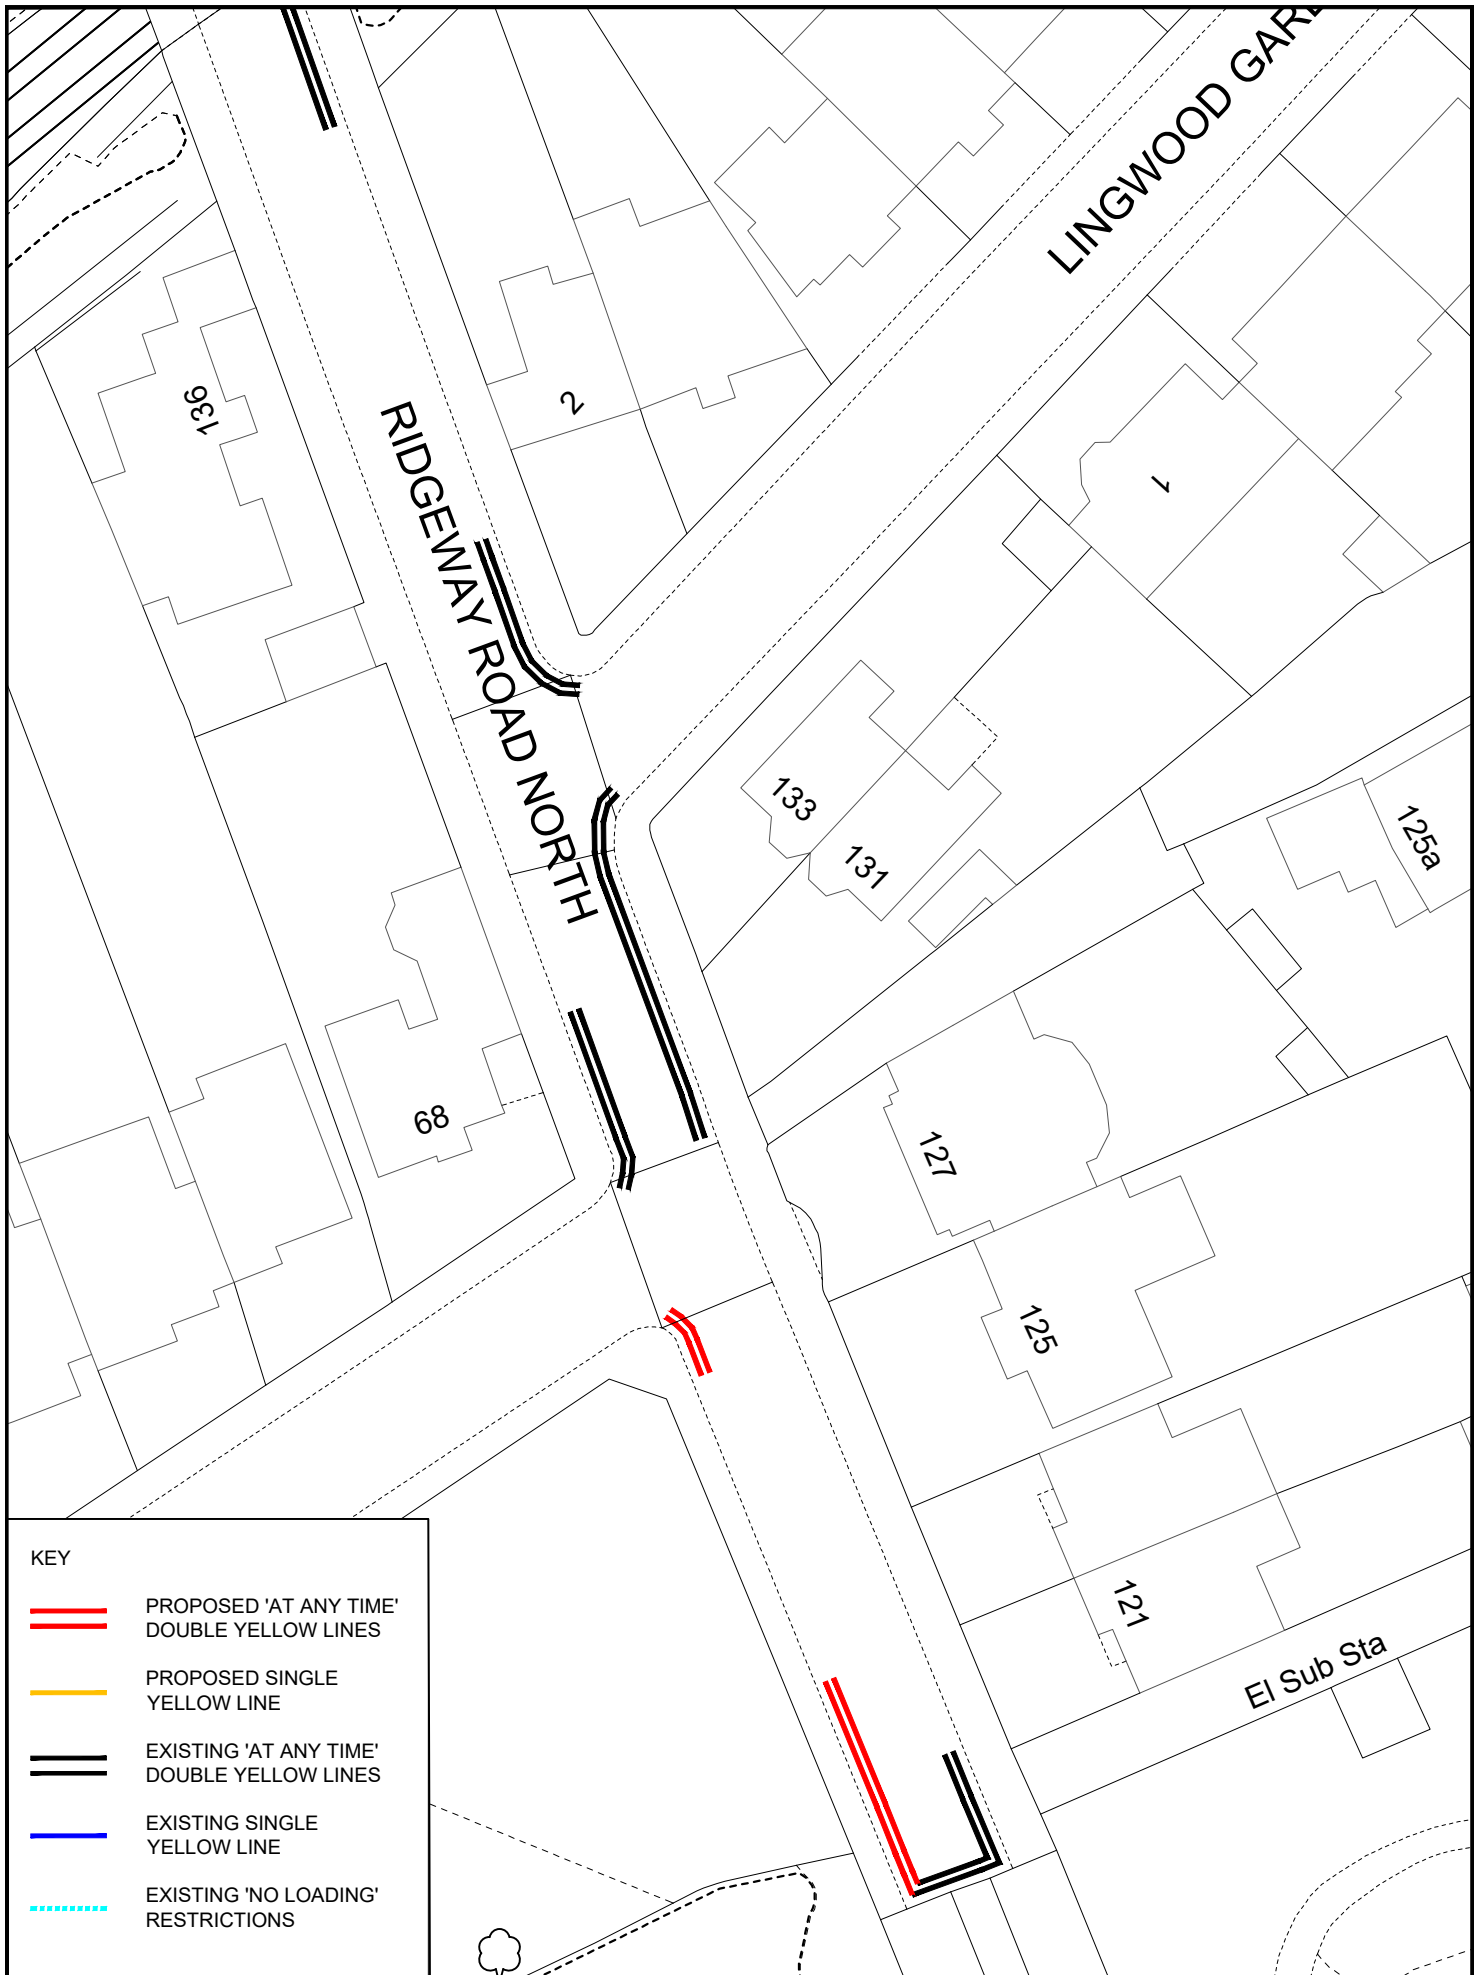 LINGWOOD
136
2
RIDGEWAY ROAD NORTH
1
133
131
125a
68
127
125
121
El Sub Sta
KEY
PROPOSED 'AT ANY TIME'
DOUBLE YELLOW LINES
PROPOSED SINGLE
YELLOW LINE
EXISTING 'AT ANY TIME'
DOUBLE YELLOW LINES
EXISTING SINGLE
YELLOW LINE
EXISTING 'NO LOADING'
RESTRICTIONS